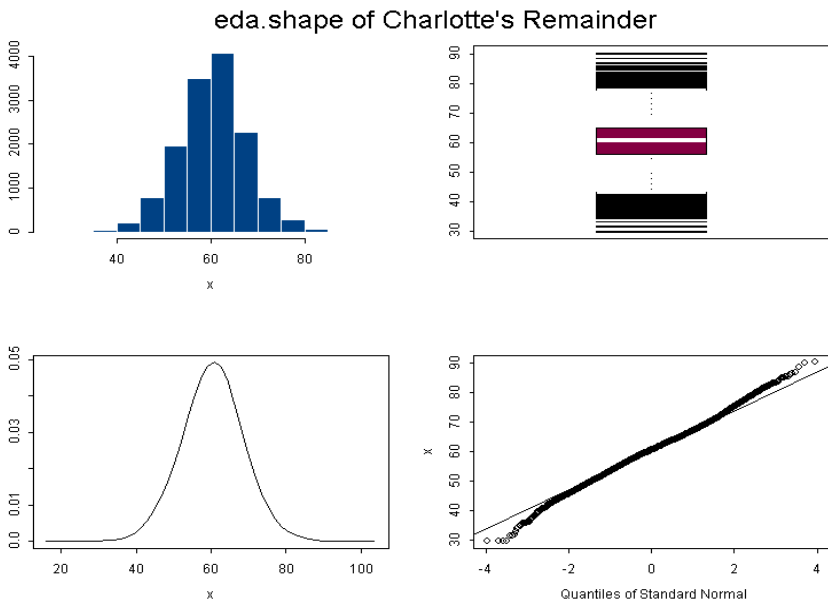 eda.shape of Charlotte's Remainder
0 1000 2000 3000 4000
40 60 80
X
30 40 50 60 70 80 90
0.0 0.01 0.03 0.05
20 40 60 80 100
X
30 40 50 60 70 80 90
X
-4 -2 0 2 4
Quantiles of Standard Normal